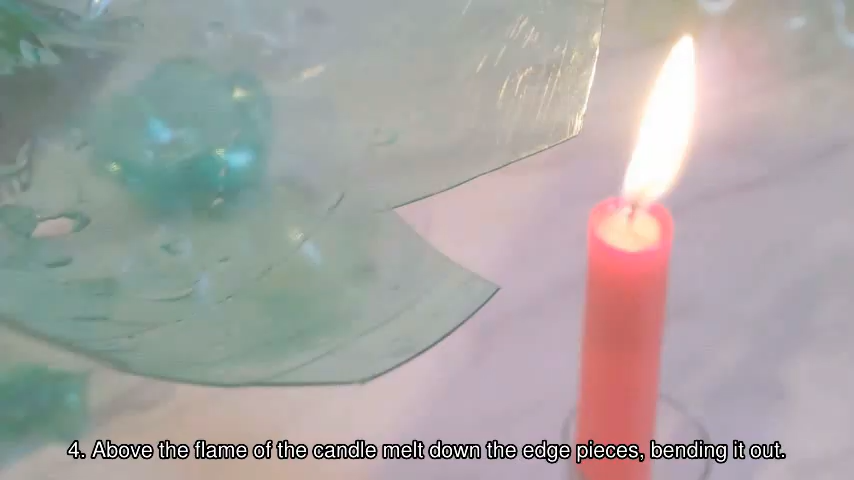 4. Above the flame of the candle melt down the edge pieces, bending it out.